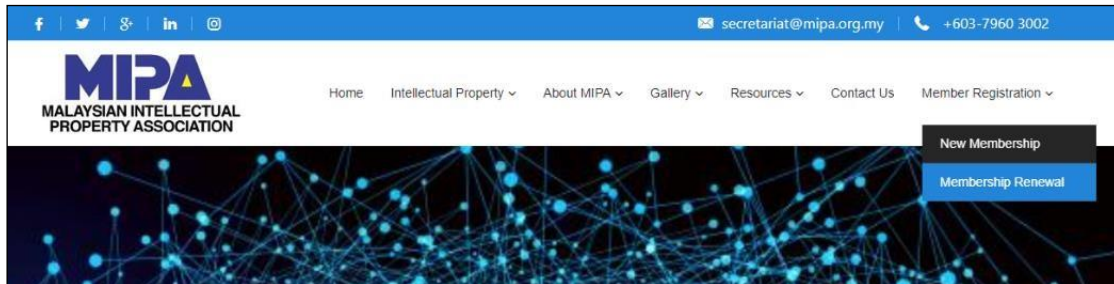 secretariat@mipa.org.my
+603-7960 3002
MIPA
MALAYSIAN INTELLECTUAL
PROPERTY ASSOCIATION
Home Intellectual Property About MIPA Gallery Resources Contact Us Member Registration
New Membership
Membership Renewal